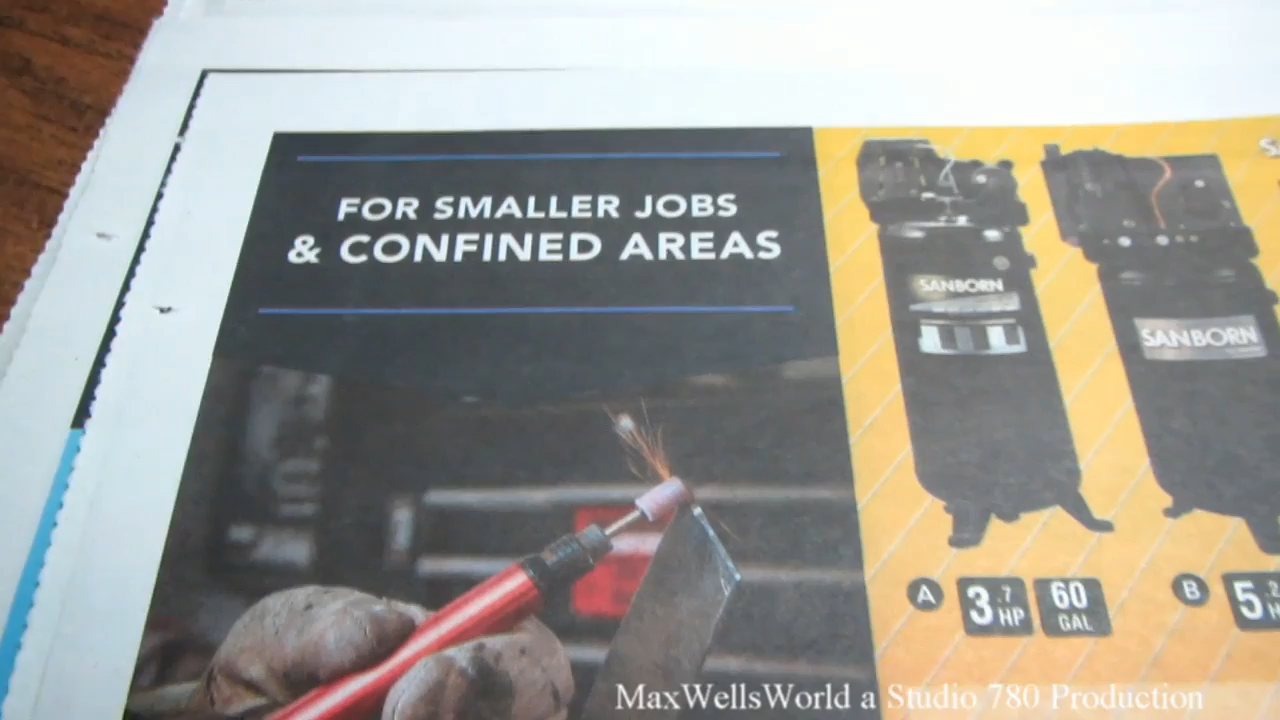 FOR SMALLER JOBS
& CONFINED AREAS
SANBORN
SANBORN
A
3.7 HP
60 GAL
B
MaxWellsWorld a Studio 780 Production